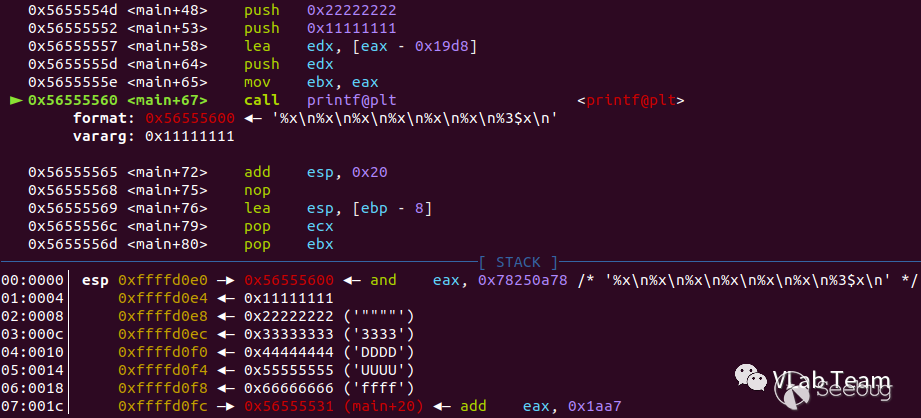 0x5655554d <main+48> push 0x22222222
0x56555552 <main+53> push 0x11111111
0x56555557 <main+58> lea edx, [eax - 0x19d8]
0x5655555d <main+64> push edx
0x5655555e <main+65> mov ebx, eax
► 0x56555560 <main+67> call printf@plt <printf@plt>
format: 0x56555600 ◄— '%x\n%x\n%x\n%x\n%x\n%x\n%3$x\n'
vararg: 0x11111111
0x56555565 <main+72> add esp, 0x20
0x56555568 <main+75> nop
0x56555569 <main+76> lea esp, [ebp - 8]
0x5655556c <main+79> pop ecx
0x5655556d <main+80> pop ebx
[ STACK ]
00:0000│ esp 0xffffd0e0 —► 0x56555600 ◄— and eax, 0x78250a78 /* '%x\n%x\n%x\n%x\n%x\n%x\n%3$x\n' */
01:0004│ 0xffffd0e4 ◄— 0x11111111
02:0008│ 0xffffd0e8 ◄— 0x22222222 ('""""')
03:000c│ 0xffffd0ec ◄— 0x33333333 ('3333')
04:0010│ 0xffffd0f0 ◄— 0x44444444 ('DDDD')
05:0014│ 0xffffd0f4 ◄— 0x55555555 ('UUUU')
06:0018│ 0xffffd0f8 ◄— 0x66666666 ('ffff')
07:001c│ 0xffffd0fc —► 0x56555531 (main+20) ◄— add eax, 0x1aa7
VLab Team
Seebug